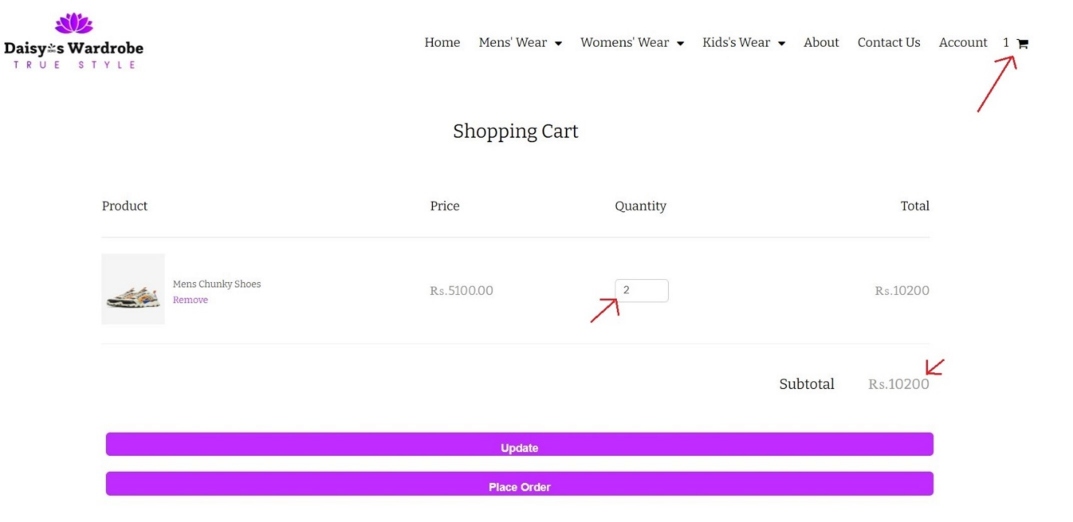 Daisy's Wardrobe
TRUE STYLE
Home Mens' Wear Womens' Wear Kids's Wear About Contact Us Account 1
Shopping Cart
Product Price Quantity Total
Mens Chunky Shoes
Remove
Rs.5100.00 2 Rs.10200
Subtotal Rs.10200
Update
Place Order